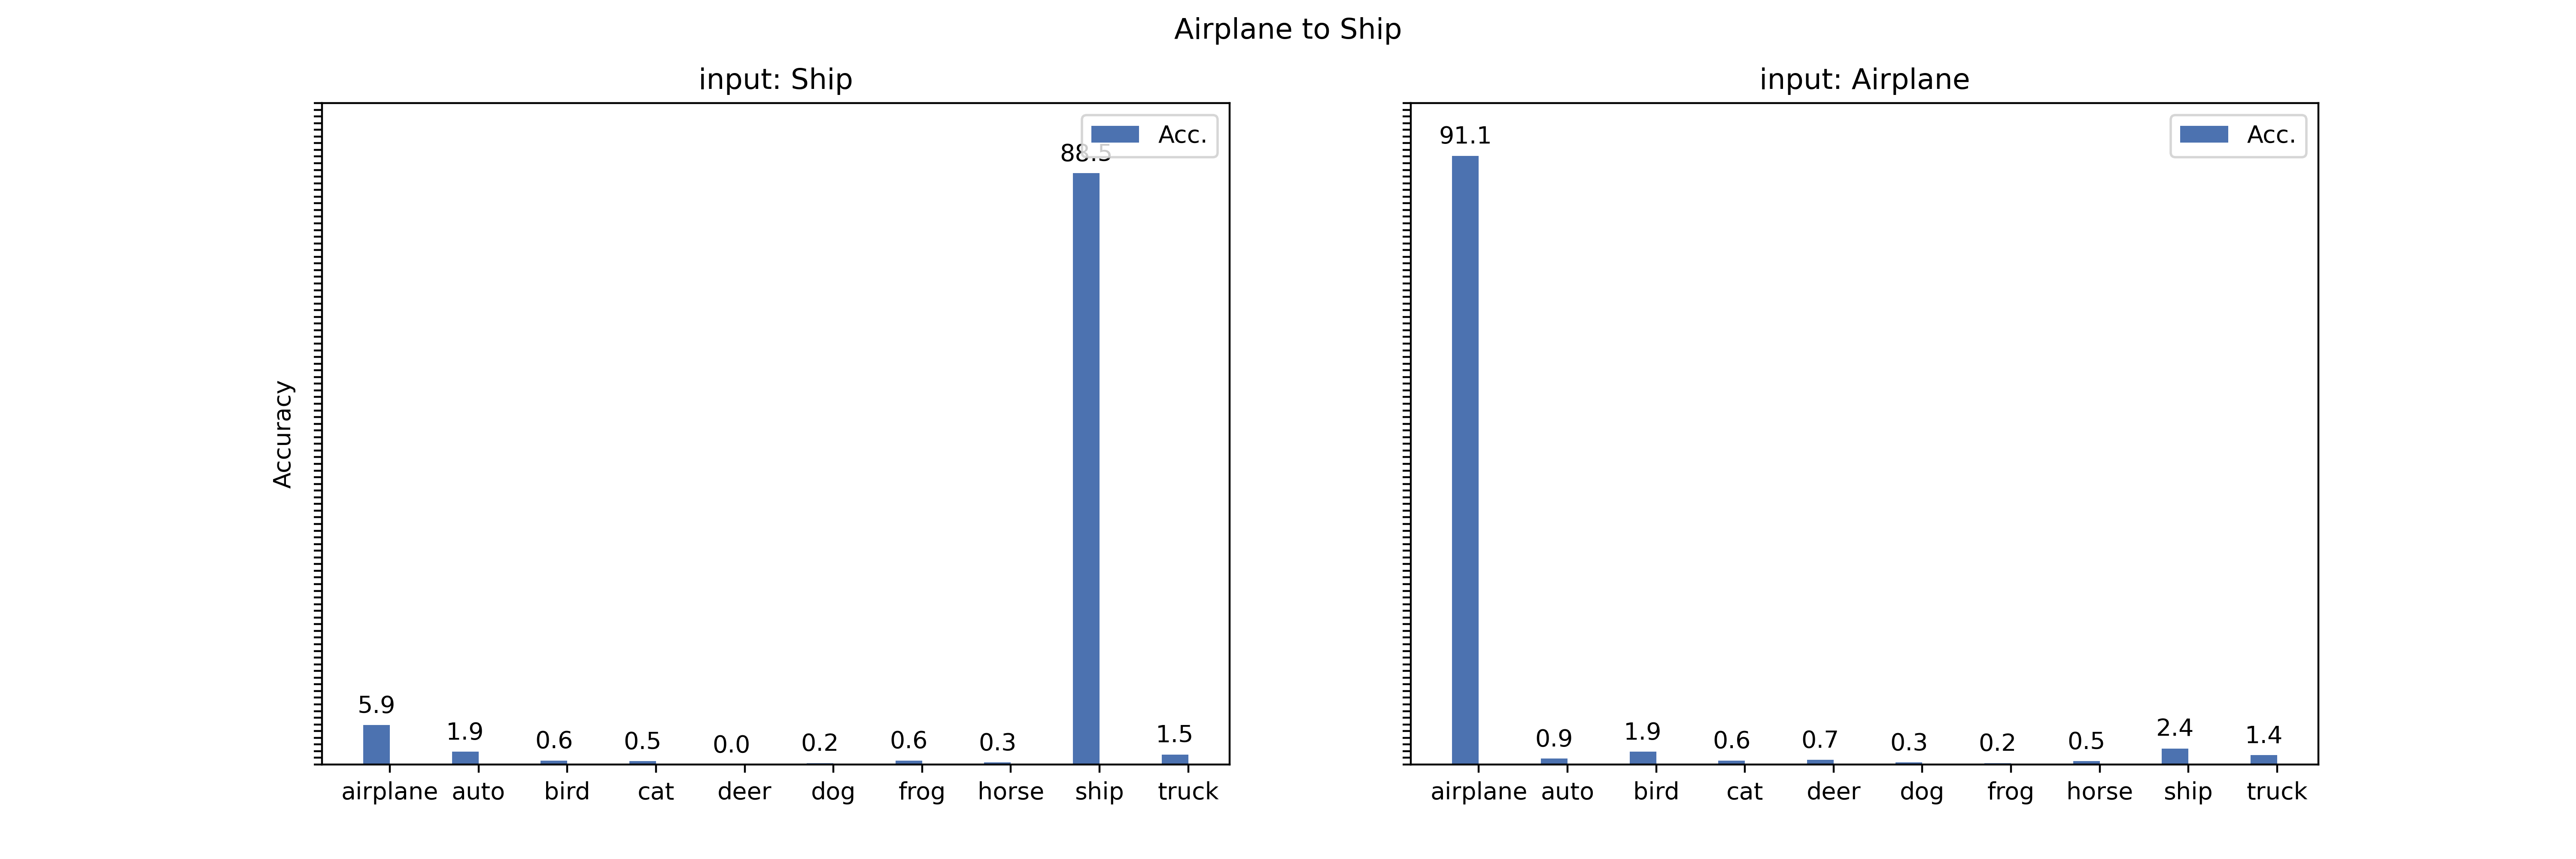 Airplane to Ship
input: Ship
Acc.
88.5
5.9 1.9 0.6 0.5 0.0 0.2 0.6 0.3 1.5
airplane auto bird cat deer dog frog horse ship truck
Accuracy
input: Airplane
Acc.
91.1
0.9 1.9 0.6 0.7 0.3 0.2 0.5 2.4 1.4
airplane auto bird cat deer dog frog horse ship truck